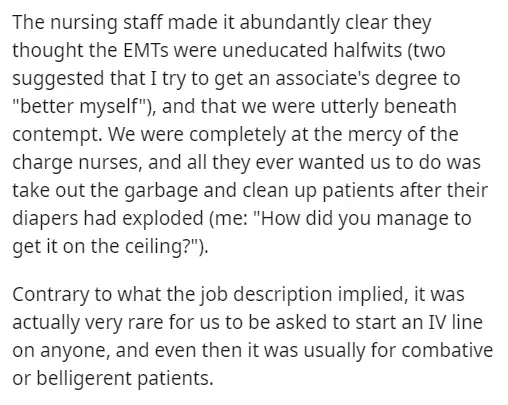 The nursing staff made it abundantly clear they
thought the EMTs were uneducated halfwits (two
suggested that I try to get an associate's degree to
"better myself"), and that we were utterly beneath
contempt. We were completely at the mercy of the
charge nurses, and all they ever wanted us to do was
take out the garbage and clean up patients after their
diapers had exploded (me: "How did you manage to
get it on the ceiling?").
Contrary to what the job description implied, it was
actually very rare for us to be asked to start an IV line
on anyone, and even then it was usually for combative
or belligerent patients.